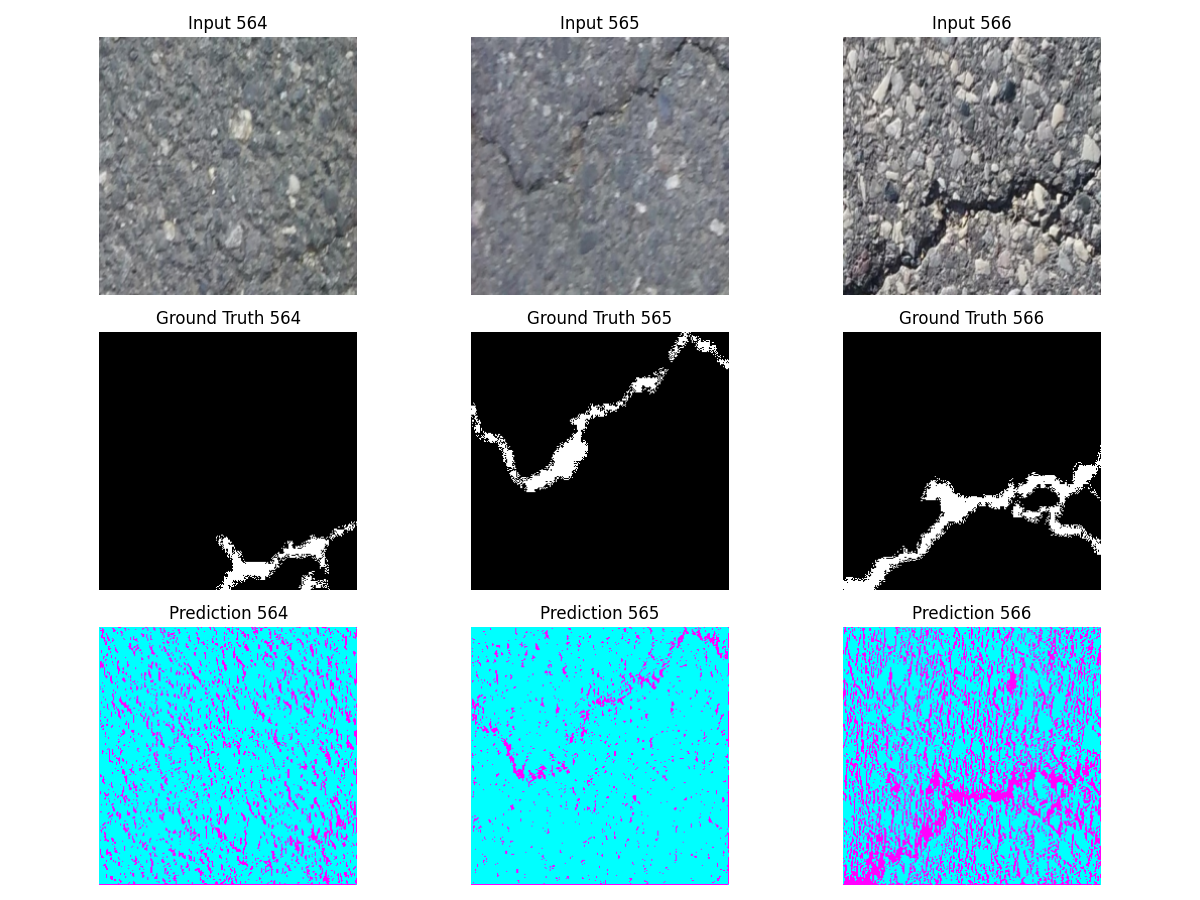 Input 564
Input 565
Input 566
Ground Truth 564
Ground Truth 565
Ground Truth 566
Prediction 564
Prediction 565
Prediction 566